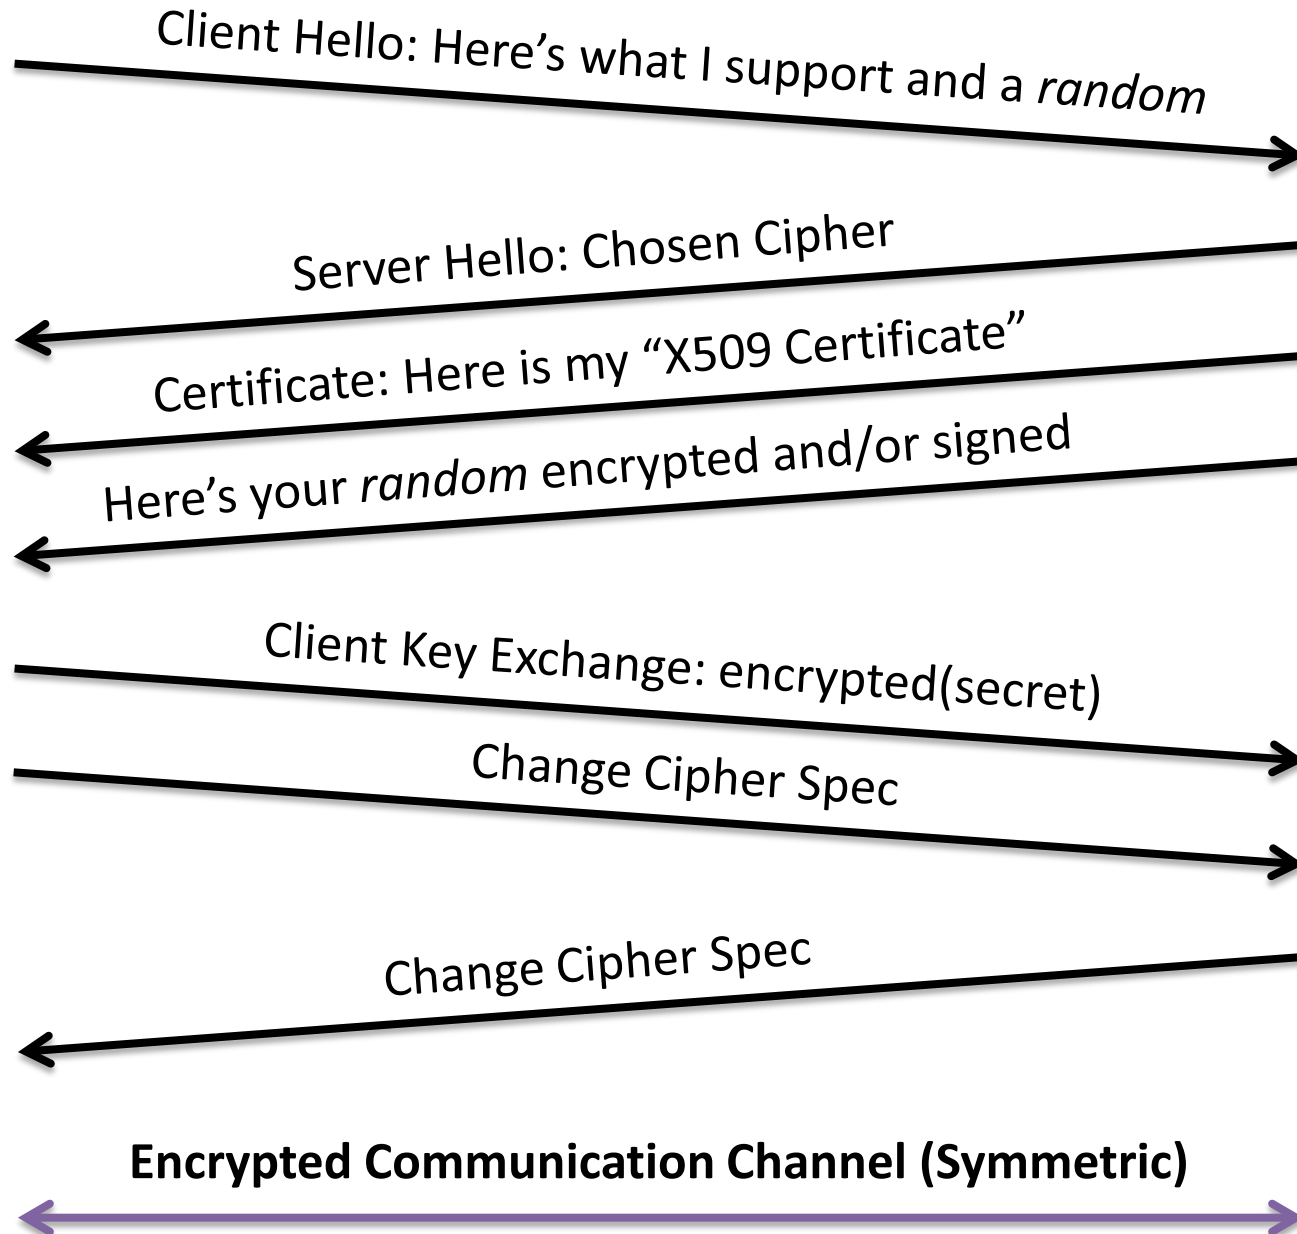 Client Hello: Here’s what I support and a random
Server Hello: Chosen Cipher
Certificate: Here is my “X509 Certificate”
Here’s your random encrypted and/or signed
Client Key Exchange: encrypted(secret)
Change Cipher Spec
Change Cipher Spec
Encrypted Communication Channel (Symmetric)